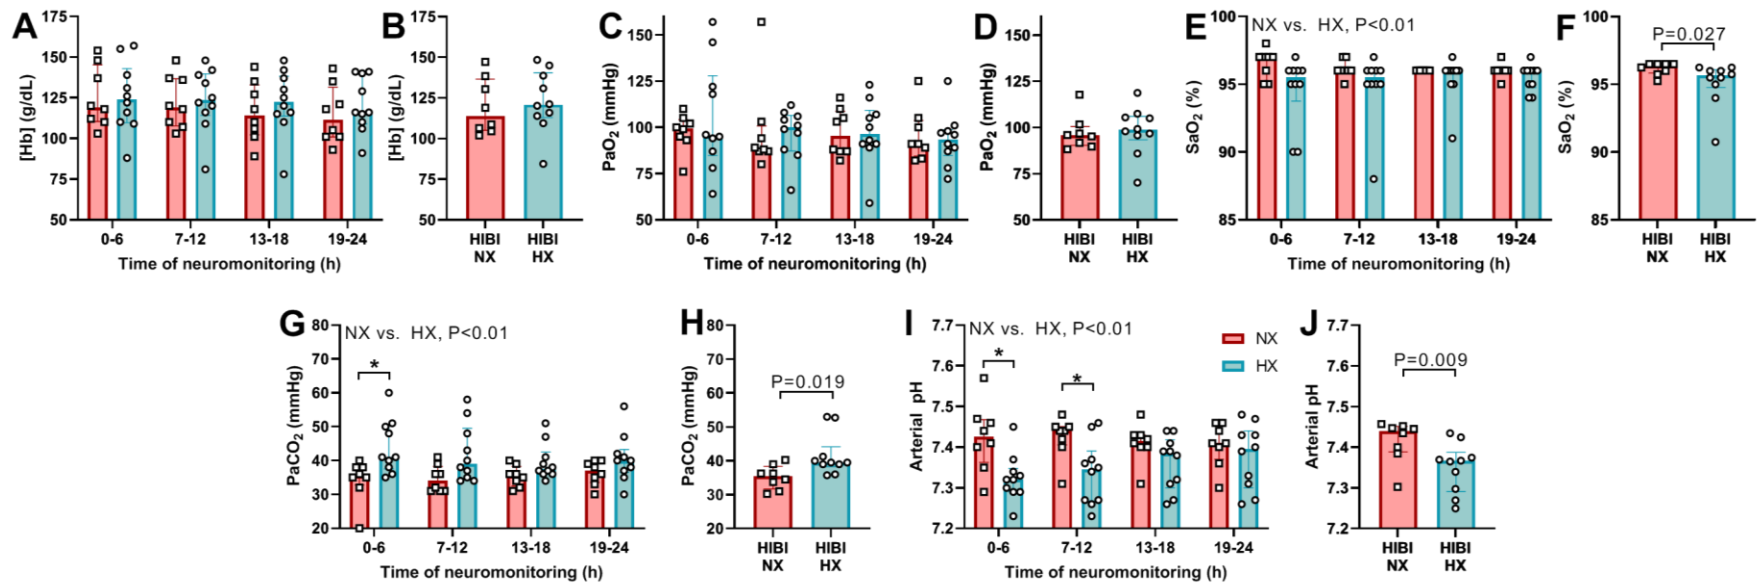 A
[Hb] (g/dL)
175
150
125
100
75
50
0-6 7-12 13-18 19-24
Time of neuromonitoring (h)
B
[Hb] (g/dL)
175
150
125
100
75
50
HIBI HIBI
NX HX
C
PaO2 (mmHg)
150
125
100
75
50
0-6 7-12 13-18 19-24
Time of neuromonitoring (h)
D
PaO2 (mmHg)
150
125
100
75
50
HIBI HIBI
NX HX
E
NX vs. HX, P<0.01
SaO2 (%)
100
95
90
85
0-6 7-12 13-18 19-24
Time of neuromonitoring (h)
F
P=0.027
SaO2 (%)
100
95
90
85
HIBI HIBI
NX HX
G
NX vs. HX, P<0.01
*
PaCO2 (mmHg)
80
70
60
50
40
30
20
0-6 7-12 13-18 19-24
Time of neuromonitoring (h)
H
P=0.019
PaCO2 (mmHg)
80
70
60
50
40
30
20
HIBI HIBI
NX HX
I
NX vs. HX, P<0.01
* *
Arterial pH
7.7
7.6
7.5
7.4
7.3
7.2
0-6 7-12 13-18 19-24
Time of neuromonitoring (h)
NX
HX
J
P=0.009
Arterial pH
7.7
7.6
7.5
7.4
7.3
7.2
HIBI HIBI
NX HX